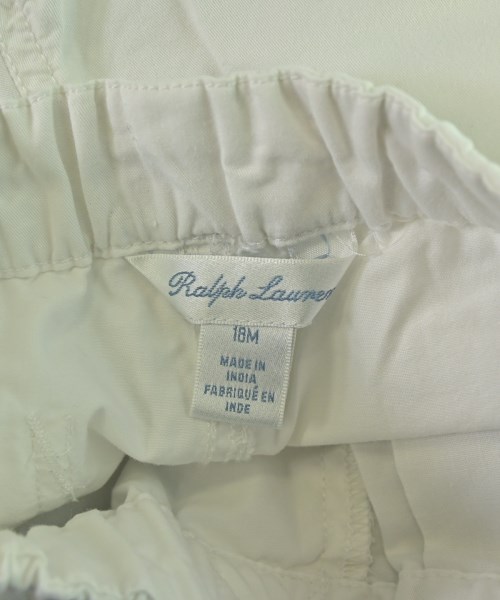 Ralph Lauren
18M
MADE IN
INDIA
FABRIQUÉ EN
INDE